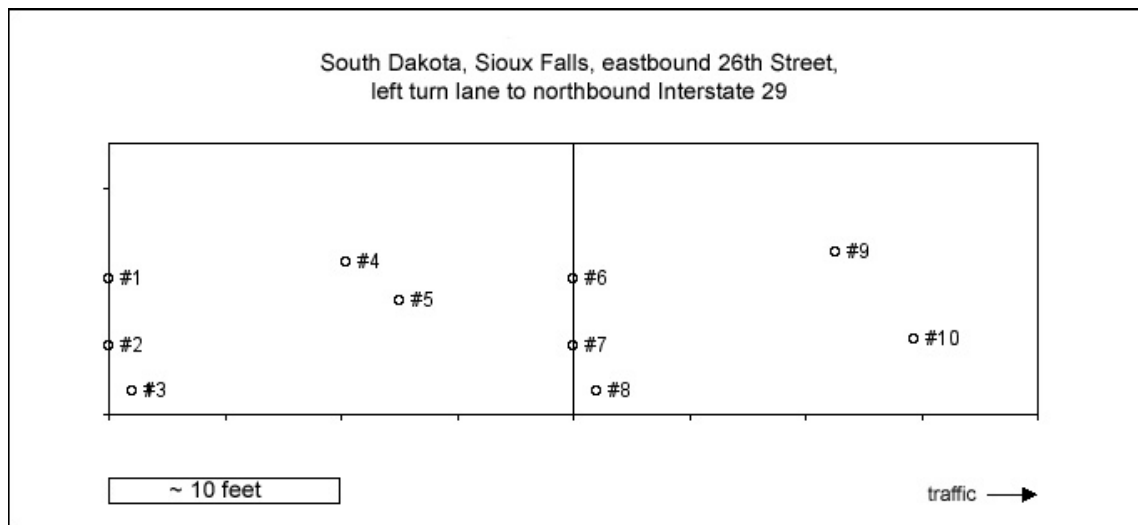 South Dakota, Sioux Falls, eastbound 26th Street,
left turn lane to northbound Interstate 29
#9
#4
#1
#6
#5
#2
#7
#10
#3
#8
~ 10 feet
traffic